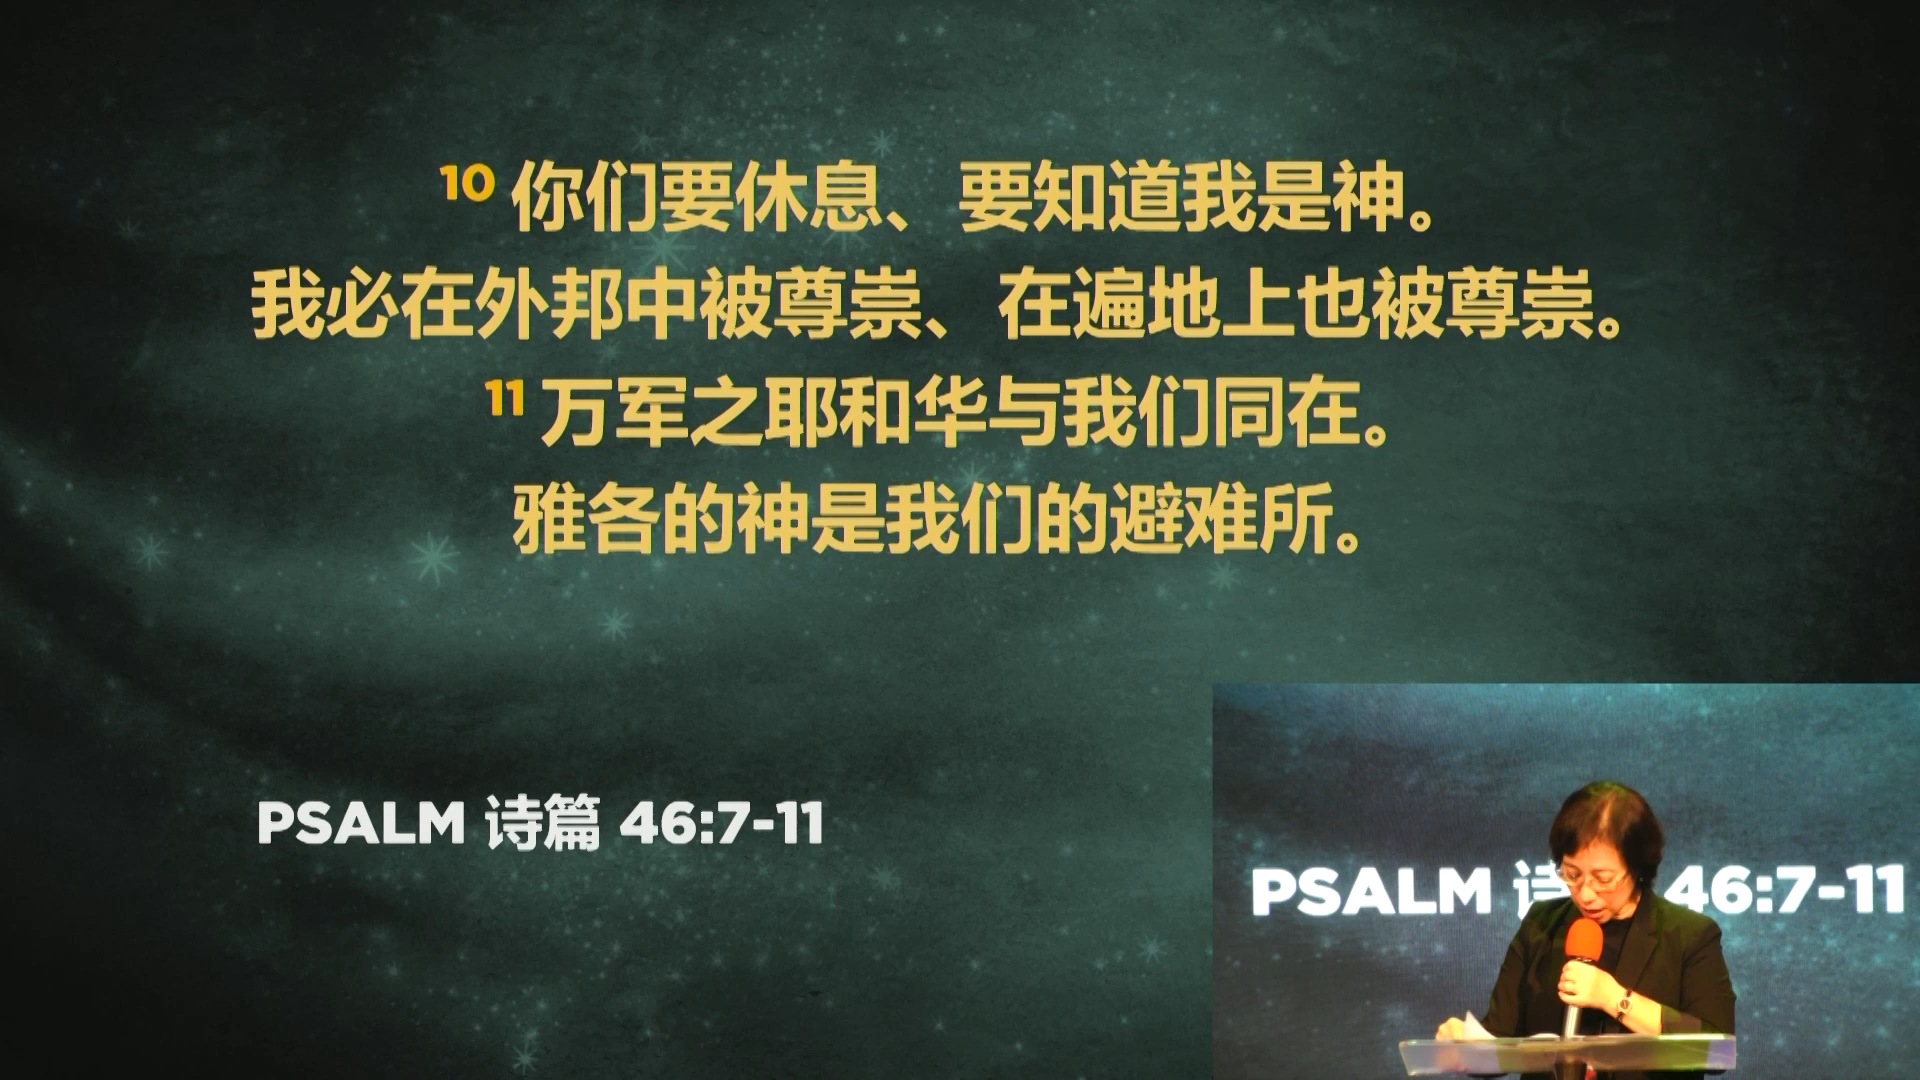 10 你们要休息、要知道我是神。
我必在外邦中被尊崇、在遍地上也被尊崇。
11 万军之耶和华与我们同在。
雅各的神是我们的避难所。
PSALM 诗篇 46:7-11
PSALM 46:7-11